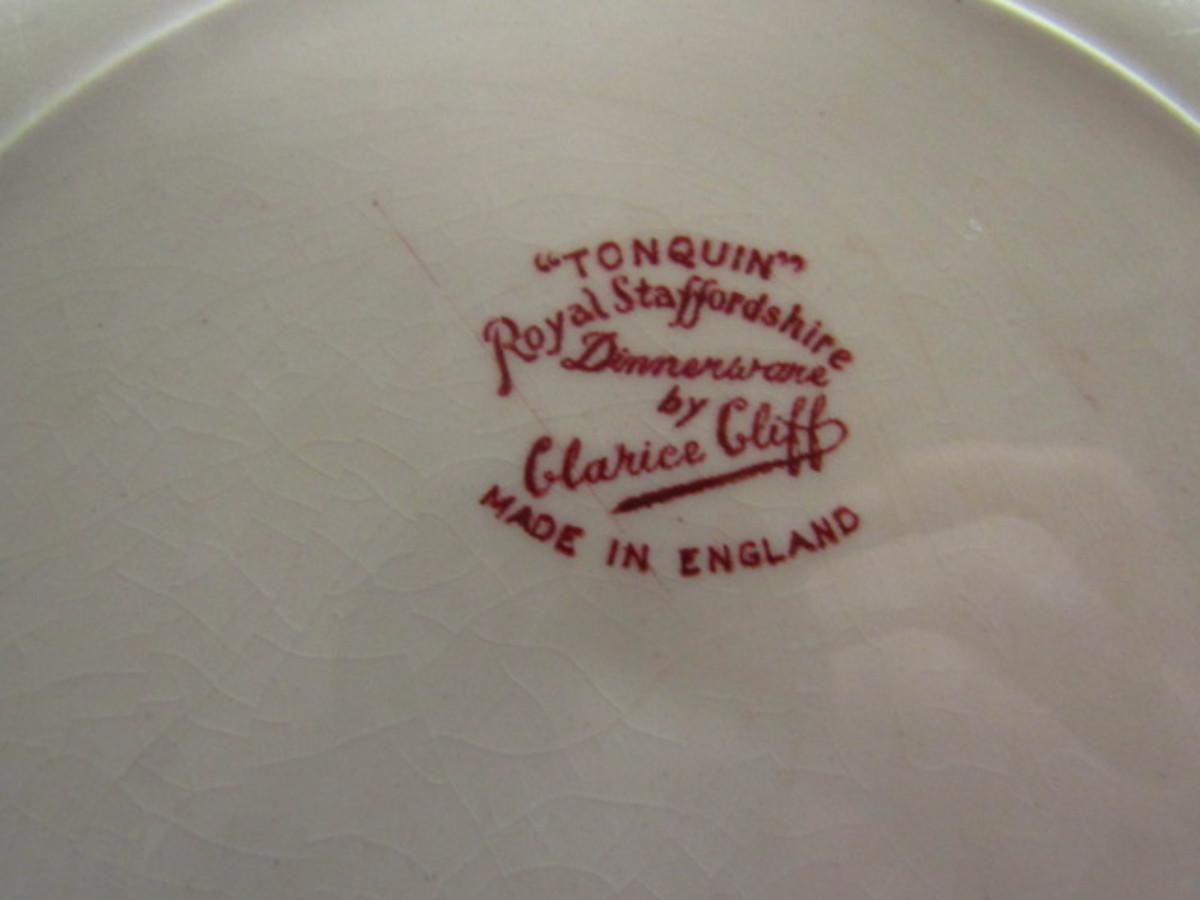 “TONQUIN”
Royal Staffordshire
Dinnerware
by
Clarice Cliff
MADE IN ENGLAND